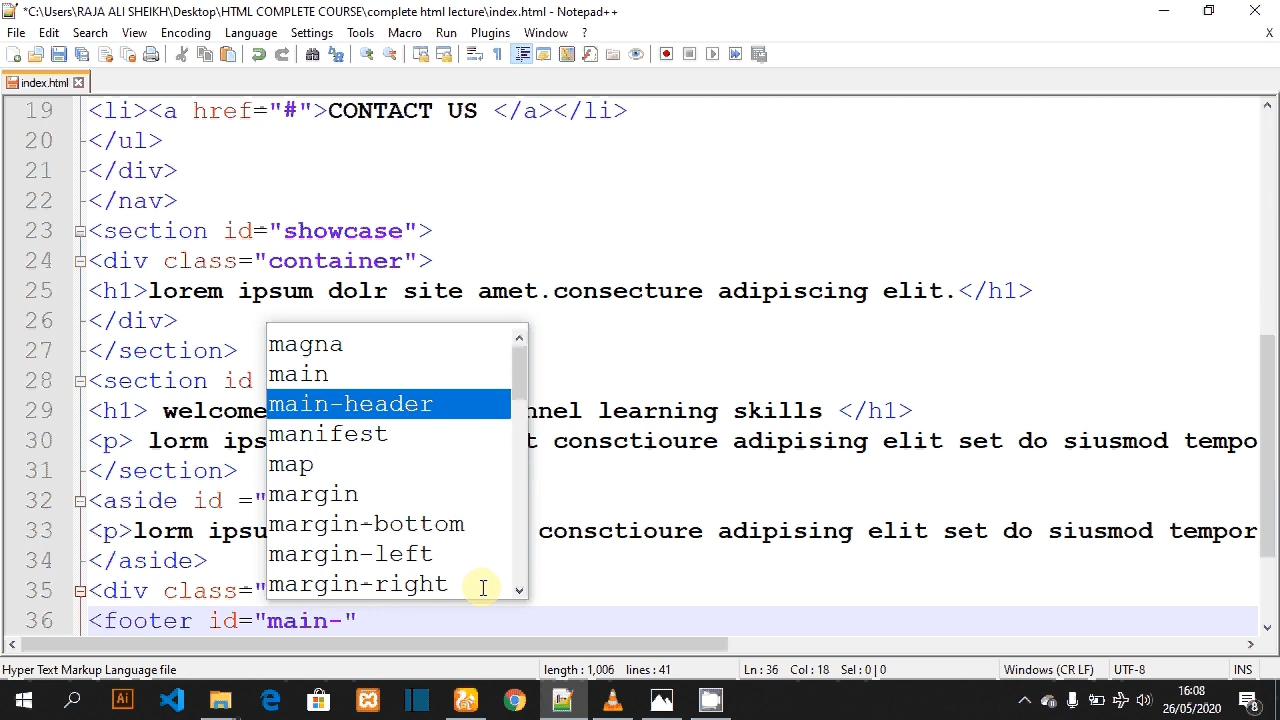 *C:\Users\RAJA ALI SHEIKH\Desktop\HTML COMPLETE COURSE\complete html lecture\index.html - Notepad++
File Edit Search View Encoding Language Settings Tools Macro Run Plugins Window ? X
index.html
19 <li><a href="#">CONTACT US </a></li>
20 </ul>
21 </div>
22 </nav>
23 <section id="showcase">
24 <div class="container">
25 <h1>lorem ipsum dolr site amet.consecture adipiscing elit.</h1>
26 </div>
27 </section>
28 <section id
29 <h1> welcome nnel learning skills </h1>
30 <p> lorm ips t consctioure adipising elit set do siusmod tempo
31 </section>
32 <aside id ="
33 <p>lorm ipsu consctioure adipising elit set do siusmod tempor
34 </aside>
35 <div class="
36 <footer id="main-"
magna
main
main-header
manifest
map
margin
margin-bottom
margin-left
margin-right
Hyper Text Markup Language file length : 1,006 lines : 41 Ln : 36 Col : 18 Sel : 0 | 0 Windows (CR LF) UTF-8 INS
Ai
16:08
26/05/2020
8